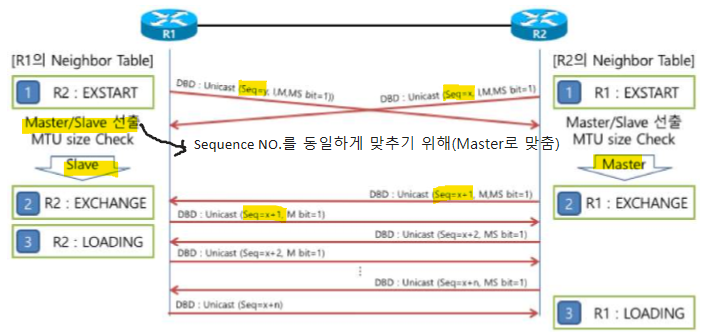 R1
R2
[R1의 Neighbor Table]
[R2의 Neighbor Table]
DBD : Unicast (Seq=y, I,M,MS bit=1))
DBD : Unicast (Seq=x, I,M,MS bit=1)
1 R2 : EXSTART
1 R1 : EXSTART
Master/Slave 선출
MTU size Check
Master/Slave 선출
MTU size Check
Sequence NO.를 동일하게 맞추기 위해(Master로 맞춤)
Slave
Master
DBD : Unicast (Seq=x+1, M,MS bit=1)
2 R2 : EXCHANGE
2 R1 : EXCHANGE
DBD : Unicast (Seq=x+1, M bit=1)
3 R2 : LOADING
DBD : Unicast (Seq=x+2, MS bit=1)
DBD : Unicast (Seq=x+2, M bit=1)
⋮
DBD : Unicast (Seq=x+n, MS bit=1)
DBD : Unicast (Seq=x+n)
3 R1 : LOADING